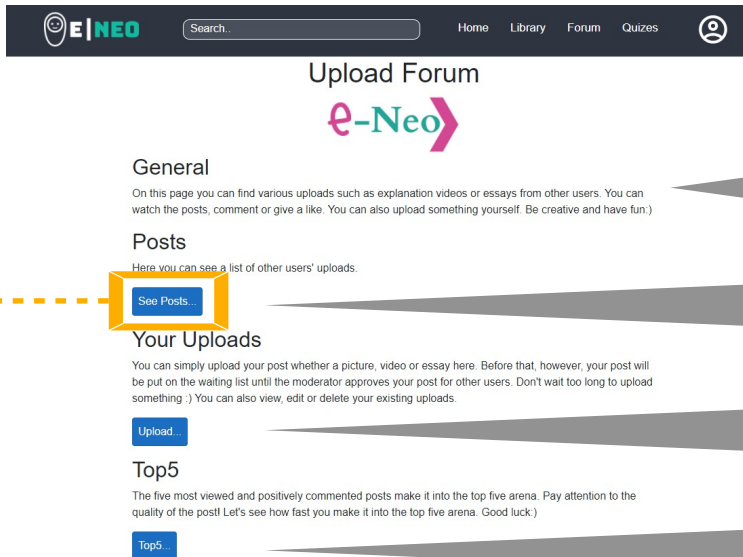 E|NEO
Search..
Home
Library
Forum
Quizes
Upload Forum
e-Neo
General
On this page you can find various uploads such as explanation videos or essays from other users. You can
watch the posts, comment or give a like. You can also upload something yourself. Be creative and have fun:)
Posts
Here you can see a list of other users' uploads.
See Posts...
Your Uploads
You can simply upload your post whether a picture, video or essay here. Before that, however, your post will
be put on the waiting list until the moderator approves your post for other users. Don't wait too long to upload
something :) You can also view, edit or delete your existing uploads.
Upload...
Top5
The five most viewed and positively commented posts make it into the top five arena. Pay attention to the
quality of the post! Let's see how fast you make it into the top five arena. Good luck:)
Top5...